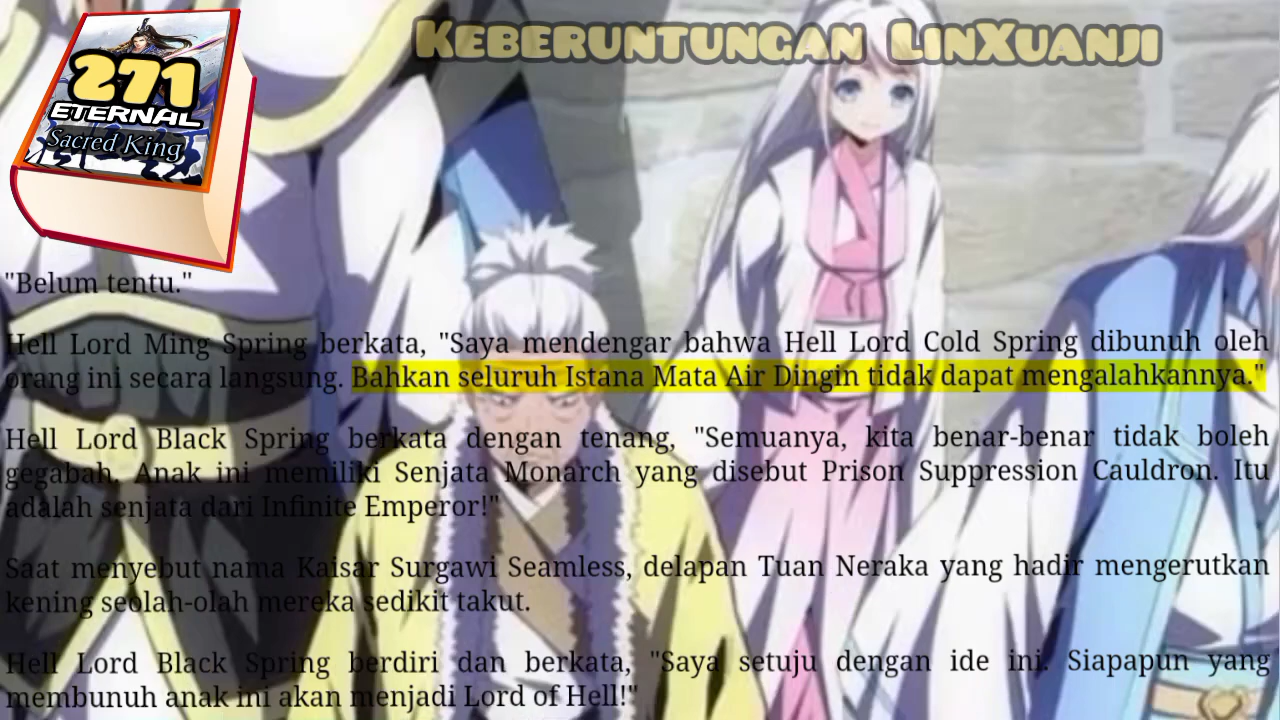 Keberuntungan LinXuanji
271
ETERNAL
Sacred King
"Belum tentu."
Hell Lord Ming Spring berkata, "Saya mendengar bahwa Hell Lord Cold Spring dibunuh oleh
orang ini secara langsung. Bahkan seluruh Istana Mata Air Dingin tidak dapat mengalahkannya."
Hell Lord Black Spring berkata dengan tenang, "Semuanya, kita benar-benar tidak boleh
gegabah. Anak ini memiliki Senjata Monarch yang disebut Prison Suppression Cauldron. Itu
adalah senjata dari Infinite Emperor!"
Saat menyebut nama Kaisar Surgawi Seamless, delapan Tuan Neraka yang hadir mengerutkan
kening seolah-olah mereka sedikit takut.
Hell Lord Black Spring berdiri dan berkata, "Saya setuju dengan ide ini. Siapapun yang
membunuh anak ini akan menjadi Lord of Hell!"